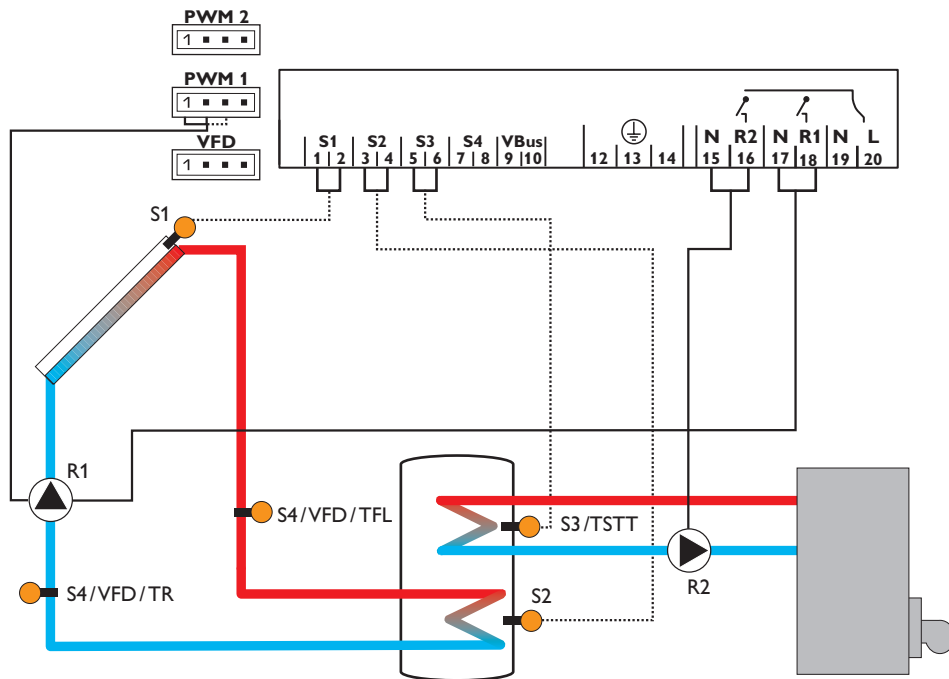 PWM 2
1
PWM 1
1
VFD
1
S1 S2 S3 S4 VBus N R2 N R1 N L
1 2 3 4 5 6 7 8 9 10 12 13 14 15 16 17 18 19 20
S1
R1
S4/VFD/TFL
S3/TSTT
R2
S4/VFD/TR
S2